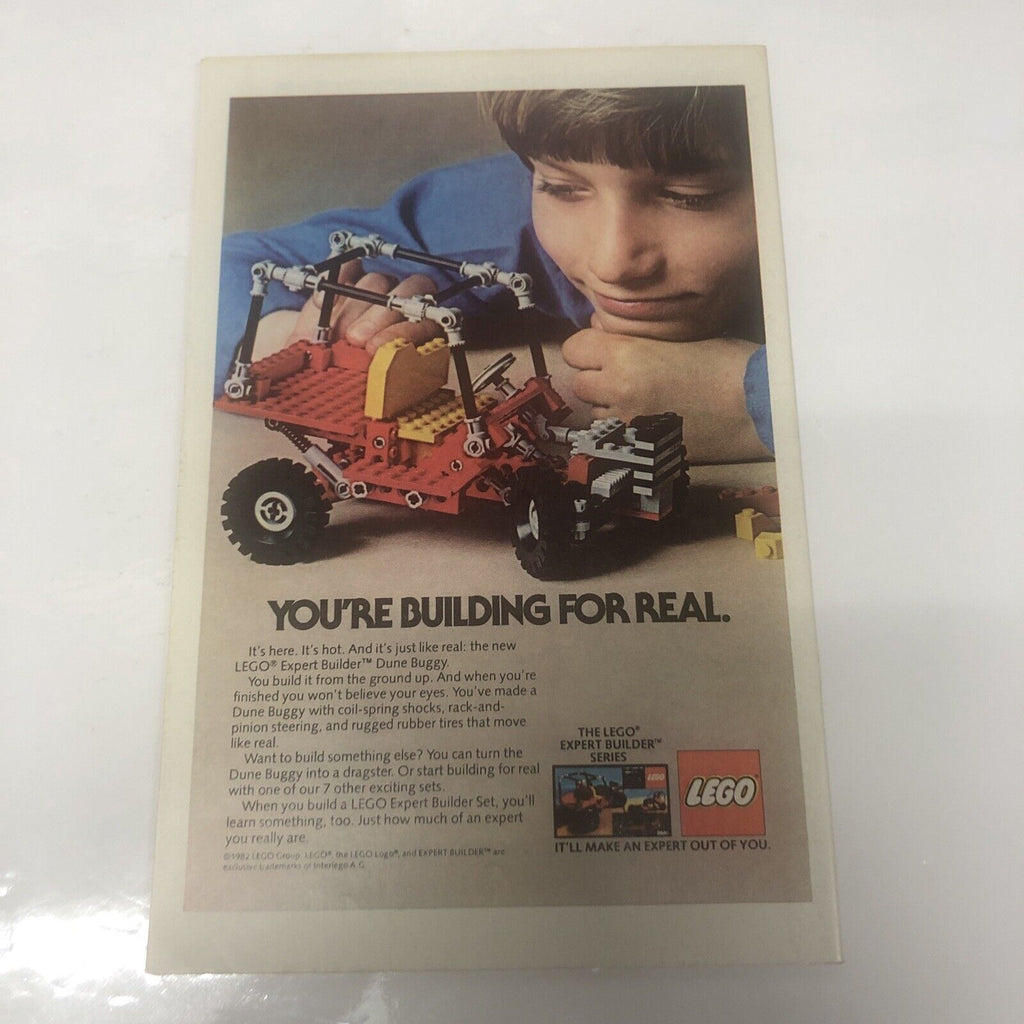 YOU'RE BUILDING FOR REAL.
It's here. It's hot. And it's just like real: the new
LEGO® Expert Builder™ Dune Buggy.
You build it from the ground up. And when you're
finished you won't believe your eyes. You've made a
Dune Buggy with coil-spring shocks, rack-and-
pinion steering, and rugged rubber tires that move
like real.
Want to build something else? You can turn the
Dune Buggy into a dragster. Or start building for real
with one of our 7 other exciting sets.
When you build a LEGO Expert Builder Set, you'll
learn something, too. Just how much of an expert
you really are.
©1982 LEGO Group. LEGO®, the LEGO Logo®, and EXPERT BUILDER™ are
exclusive trademarks of Interlego A.G.
THE LEGO®
EXPERT BUILDER™
SERIES
LEGO
LEGO®
IT'LL MAKE AN EXPERT OUT OF YOU.